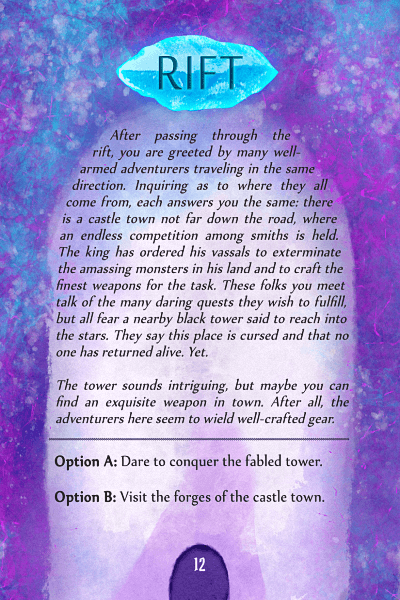 RIFT
After passing through the
rift, you are greeted by many well-
armed adventurers traveling in the same
direction. Inquiring as to where they all
come from, each answers you the same: there
is a castle town not far down the road, where
an endless competition among smiths is held.
The king has ordered his vassals to exterminate
the amassing monsters in his land and to craft the
finest weapons for the task. These folks you meet
talk of the many daring quests they wish to fulfill,
but all fear a nearby black tower said to reach into
the stars. They say this place is cursed and that no
one has returned alive. Yet.
The tower sounds intriguing, but maybe you can
find an exquisite weapon in town. After all, the
adventurers here seem to wield well-crafted gear.
Option A: Dare to conquer the fabled tower.
Option B: Visit the forges of the castle town.
12